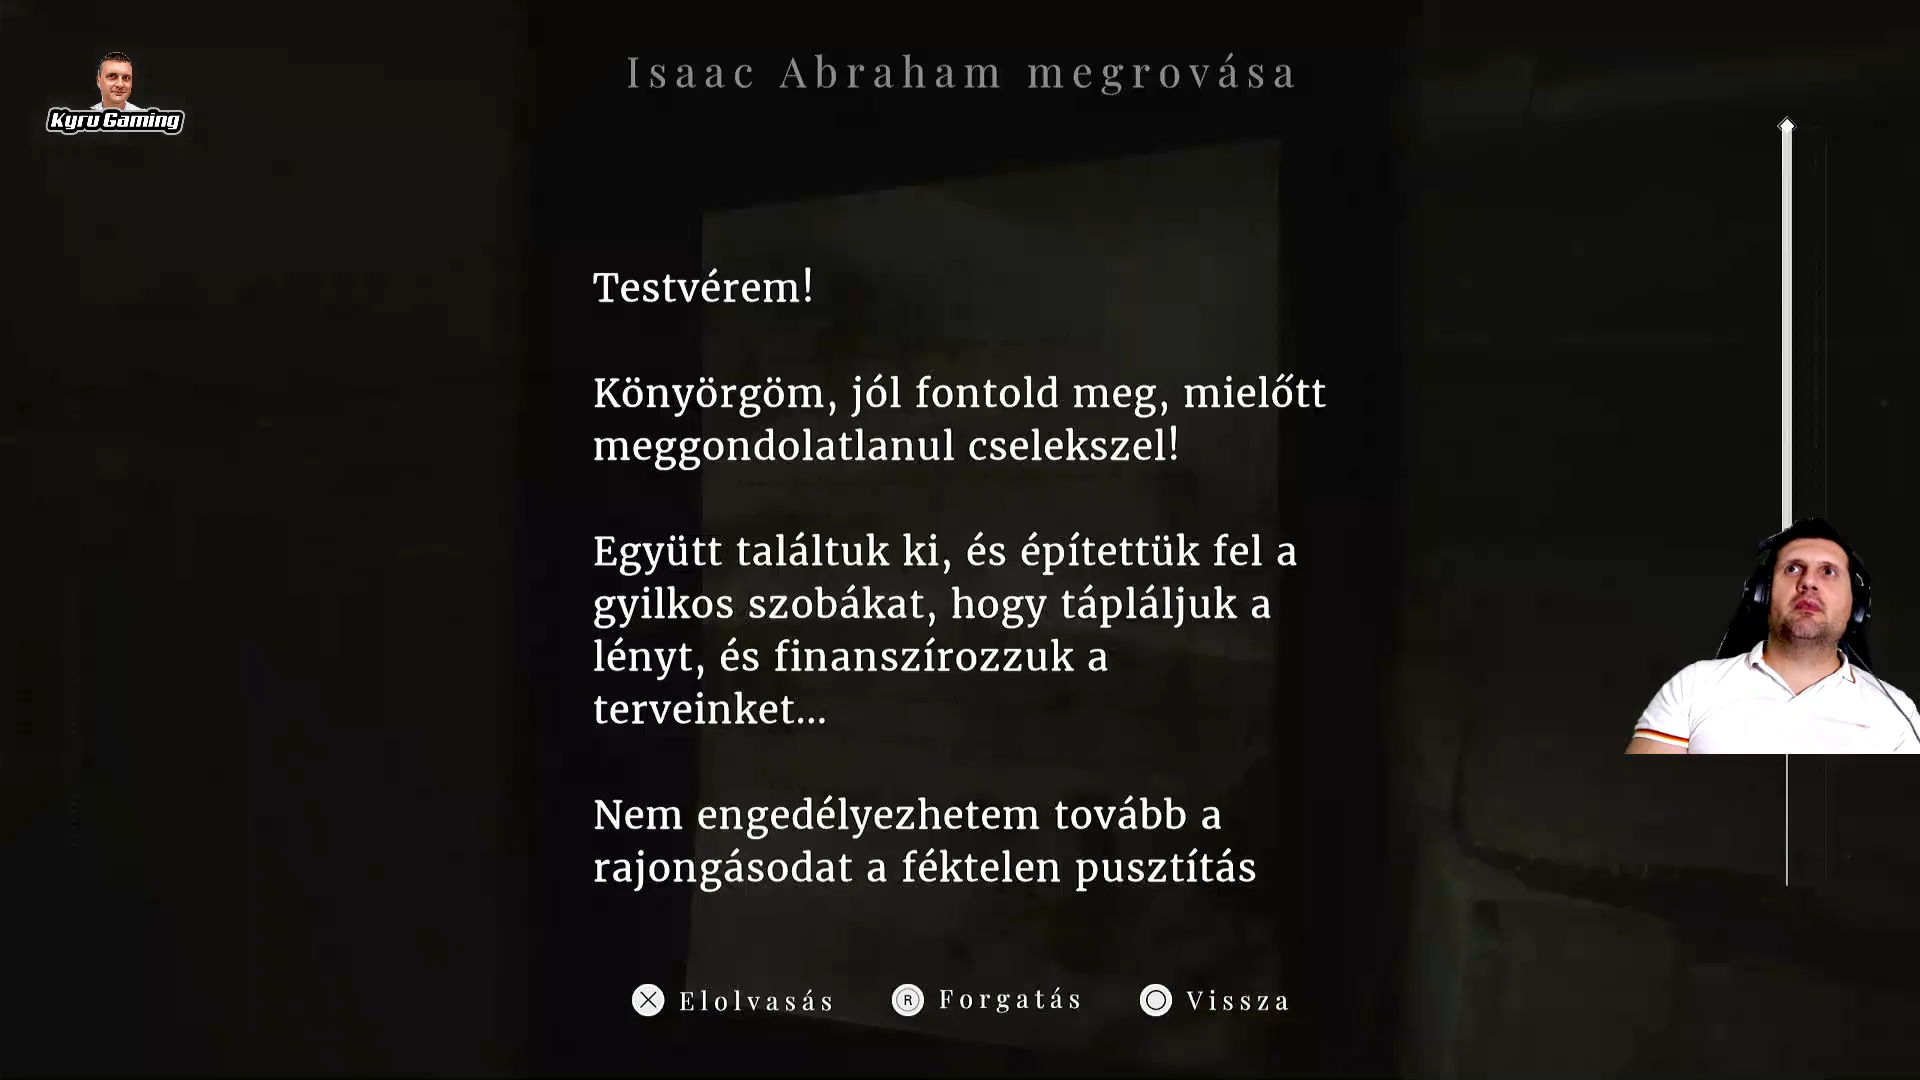 Isaac Abraham megrovása
Kyru Gaming
Testvérem!
Könyörgöm, jól fontold meg, mielőtt
meggondolatlanul cselekszel!
Együtt találtuk ki, és építettük fel a
gyilkos szobákat, hogy tápláljuk a
lényt, és finanszírozzuk a
terveinket...
Nem engedélyezhetem tovább a
rajongásodat a féktelen pusztítás
Elolvasás R Forgatás Vissza